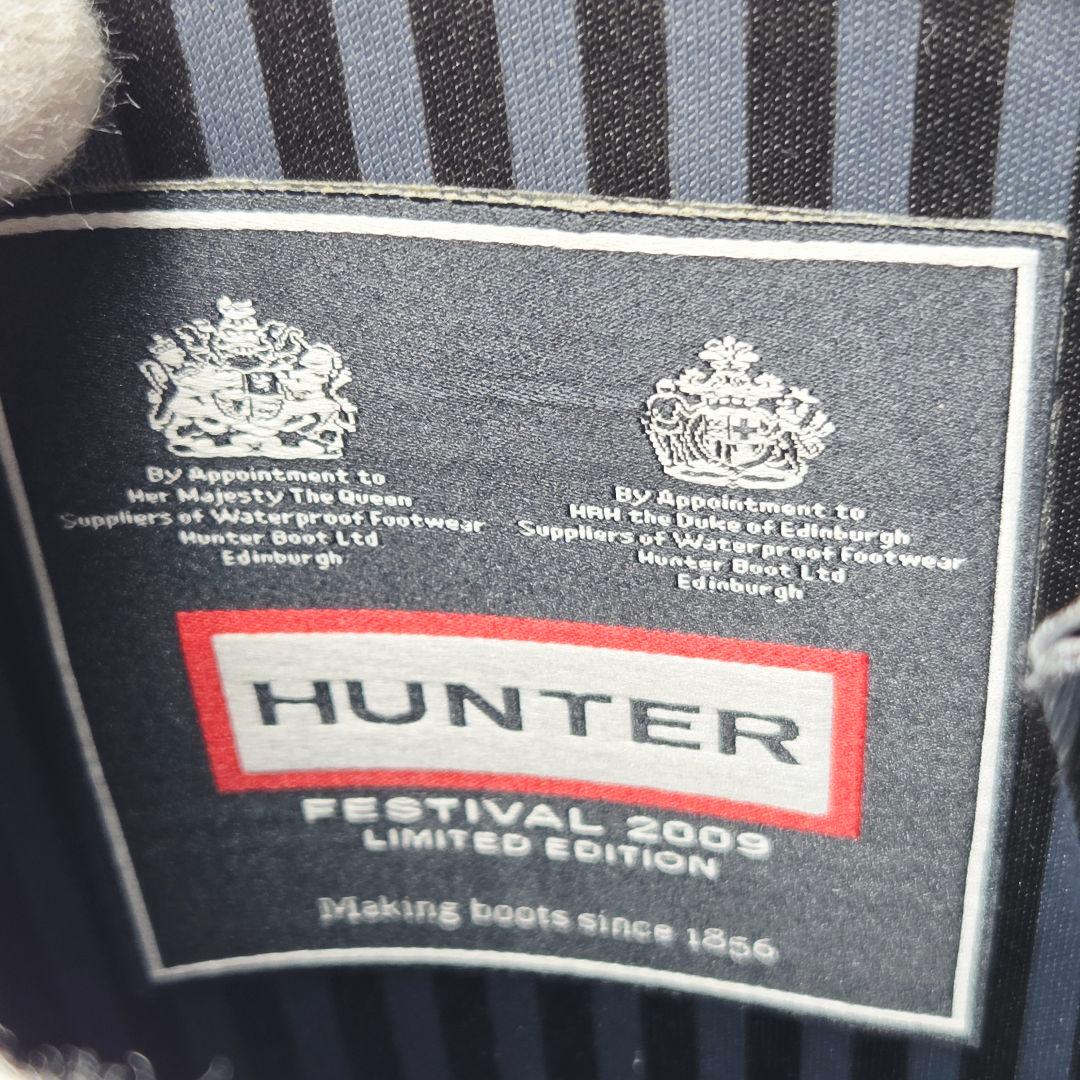 By Appointment to
Her Majesty The Queen
Suppliers of Waterproof Footwear
Hunter Boot Ltd
Edinburgh
By Appointment to
HRH the Duke of Edinburgh
Suppliers of Waterproof Footwear
Hunter Boot Ltd
Edinburgh
HUNTER
FESTIVAL 2009
LIMITED EDITION
Making boots since 1856